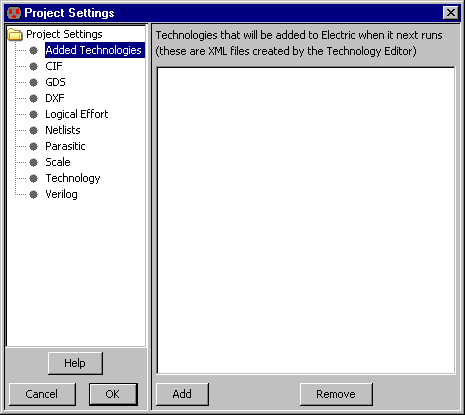 Project Settings
Project Settings
Added Technologies
CIF
GDS
DXF
Logical Effort
Netlists
Parasitic
Scale
Technology
Verilog
Help
Cancel
OK
Technologies that will be added to Electric when it next runs
(these are XML files created by the Technology Editor)
Add
Remove